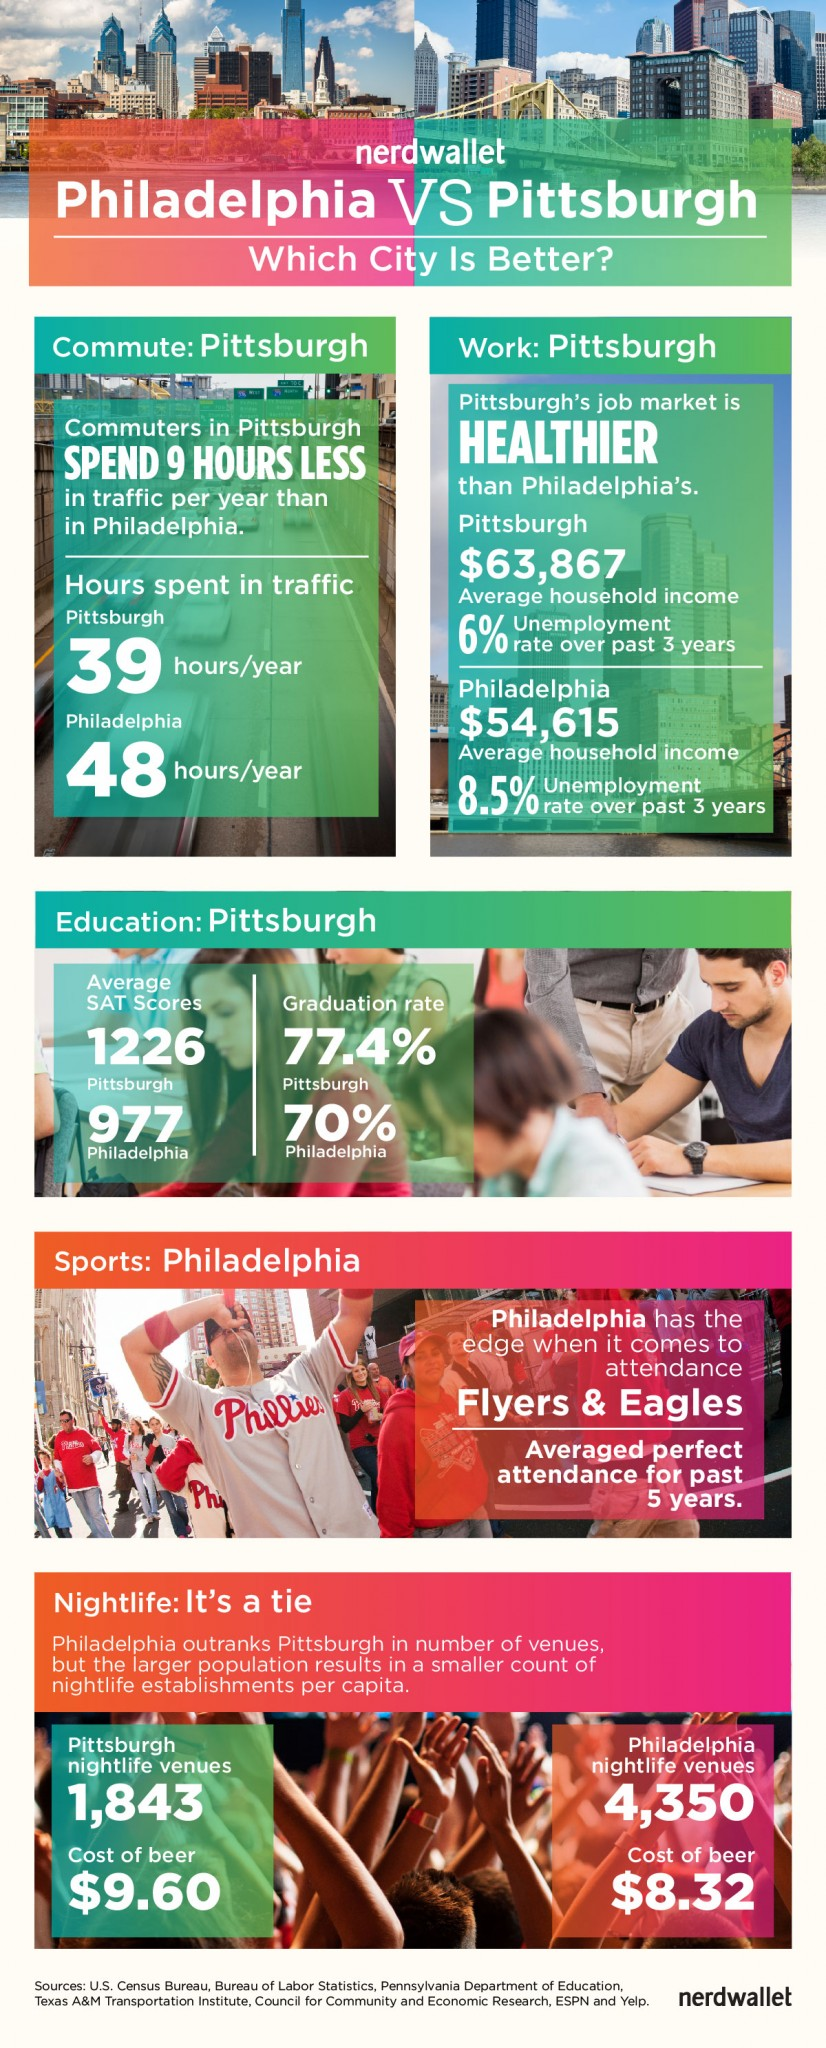 nerdwallet
Philadelphia VS Pittsburgh
Which City Is Better?
Commute: Pittsburgh
Commuters in Pittsburgh
SPEND 9 HOURS LESS
in traffic per year than
in Philadelphia.
Hours spent in traffic
Pittsburgh
39 hours/year
Philadelphia
48 hours/year
Work: Pittsburgh
Pittsburgh's job market is
HEALTHIER
than Philadelphia's.
Pittsburgh
$63,867
Average household income
6% Unemployment
rate over past 3 years
Philadelphia
$54,615
Average household income
8.5% Unemployment
rate over past 3 years
Education: Pittsburgh
Average
SAT Scores
1226
Pittsburgh
977
Philadelphia
Graduation rate
77.4%
Pittsburgh
70%
Philadelphia
Sports: Philadelphia
Phillies
Philadelphia has the
edge when it comes to
attendance
Flyers & Eagles
Averaged perfect
attendance for past
5 years.
Nightlife: It's a tie
Philadelphia outranks Pittsburgh in number of venues,
but the larger population results in a smaller count of
nightlife establishments per capita.
Pittsburgh
nightlife venues
1,843
Cost of beer
$9.60
Philadelphia
nightlife venues
4,350
Cost of beer
$8.32
Sources: U.S. Census Bureau, Bureau of Labor Statistics, Pennsylvania Department of Education,
Texas A&M Transportation Institute, Council for Community and Economic Research, ESPN and Yelp.
nerdwallet